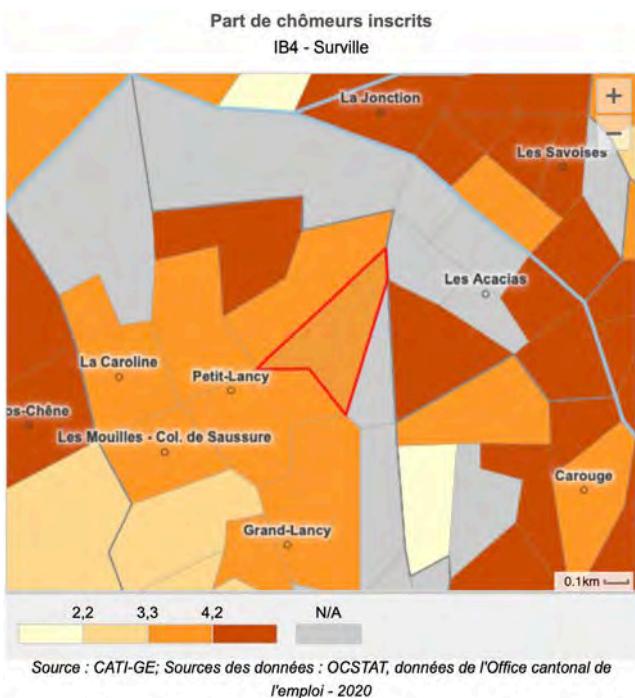 Part de chômeurs inscrits
IB4 - Surville
La Jonction
+
−
Les Savoises
Les Acacias
La Caroline
Petit-Lancy
os-Chêne
Les Mouilles - Col. de Saussure
Carouge
Grand-Lancy
0.1km
2,2 3,3 4,2 N/A
Source : CATI-GE; Sources des données : OCSTAT, données de l'Office cantonal de
l'emploi - 2020